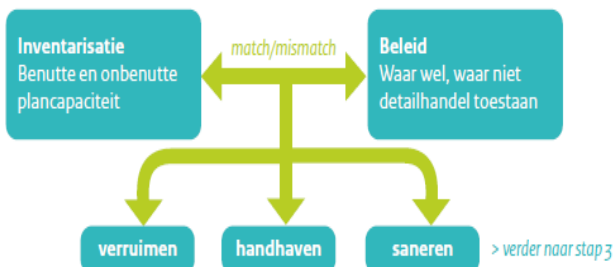 Inventarisatie
Benutte en onbenutte
plancapaciteit
match/mismatch
Beleid
Waar wel, waar niet
detailhandel toestaan
verruimen
handhaven
saneren
> verder naar stap 3